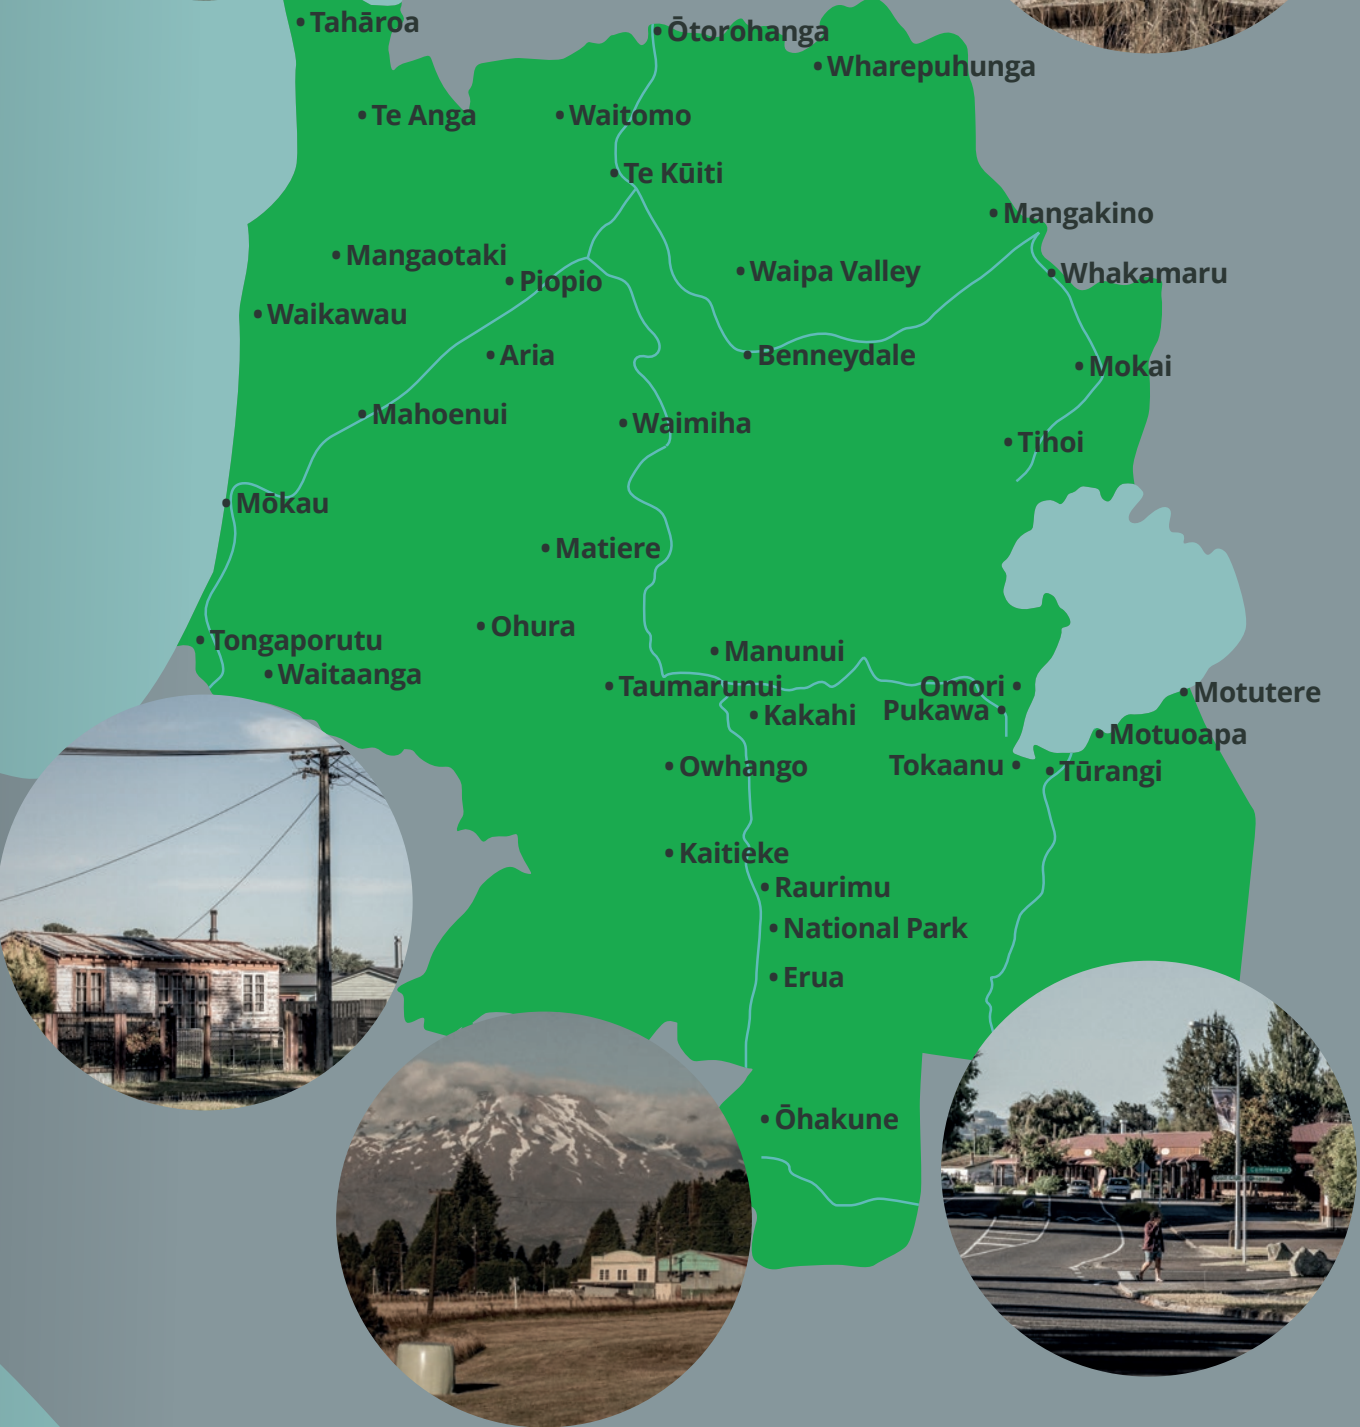 • Tahāroa
• Ōtorohanga
• Wharepuhunga
• Te Anga
• Waitomo
• Te Kūiti
• Mangakino
• Mangaotaki
• Piopio
• Waipa Valley
• Whakamaru
• Waikawau
• Aria
• Benneydale
• Mokai
• Mahoenui
• Waimiha
• Tihoi
• Mōkau
• Matiere
• Ohura
• Tongaporutu
• Manunui
• Waitaanga
• Taumarunui
Omori •
• Motutere
• Kakahi
Pukawa •
• Motuoapa
• Owhango
Tokaanu •
• Tūrangi
• Kaitieke
• Raurimu
• National Park
• Erua
• Ōhakune